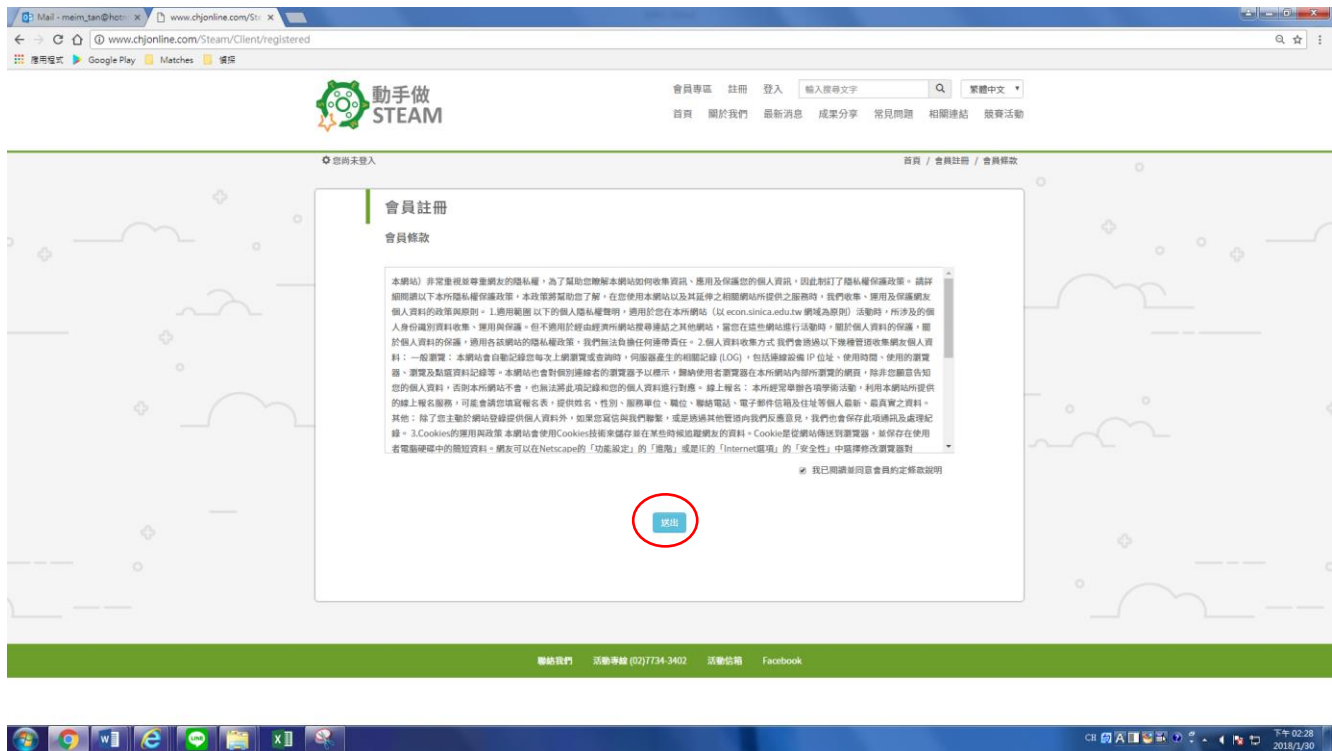 Mail - meim_tan@hotm
www.chjonline.com/Ste
www.chjonline.com/Steam/Client/registered
應用程式 Google Play Matches 慎採
動手做
STEAM
會員專區 註冊 登入 輸入搜尋文字 繁體中文
首頁 關於我們 最新消息 成果分享 常見問題 相關連結 競賽活動
您尚未登入
首頁 / 會員註冊 / 會員條款
會員註冊
會員條款
本網站）非常重視並尊重網友的隱私權，為了幫助您瞭解本網站如何收集資訊、應用及保護您的個人資訊，因此制訂了隱私權保護政策。 請詳
細閱讀以下本所隱私權保護政策，本政策將幫助您了解，在您使用本網站以及其延伸之相關網站所提供之服務時，我們收集、運用及保護網友
個人資料的政策與原則。 1.適用範圍 以下的個人隱私權聲明，適用於您在本所網站（以 econ.sinica.edu.tw 網域為原則）活動時，所涉及的個
人身份識別資料收集、運用與保護。但不適用於經由經濟所網站搜尋連結之其他網站，當您在這些網站進行活動時，關於個人資料的保護，關
於個人資料的保護，適用各該網站的隱私權政策，我們無法負擔任何連帶責任。 2.個人資料收集方式 我們會透過以下幾種管道收集網友個人資
料： 一般瀏覽： 本網站會自動記錄您每次上網瀏覽或查詢時，伺服器產生的相關記錄 (LOG) ，包括連線設備 IP 位址、使用時間、使用的瀏覽
器、瀏覽及點選資料記錄等。本網站也會對個別連線者的瀏覽器予以標示，歸納使用者瀏覽器在本所網站內部所瀏覽的網頁，除非您願意告知
您的個人資料，否則本所網站不會，也無法將此項記錄和您的個人資料進行對應。 線上報名： 本所經常舉辦各項學術活動，利用本網站所提供
的線上報名服務，可能會請您填寫報名表，提供姓名、性別、服務單位、職位、聯絡電話、電子郵件信箱及住址等個人最新、最真實之資料。
其他： 除了您主動於網站登錄提供個人資料外，如果您寫信與我們聯繫，或是透過其他管道向我們反應意見，我們也會保存此項通訊及處理紀
錄。 3.Cookies的運用與政策 本網站會使用Cookies技術來儲存並在某些時候追蹤網友的資料。Cookie是從網站傳送到瀏覽器，並保存在使用
者電腦硬碟中的簡短資料。網友可以在Netscape的「功能設定」的「進階」或是IE的「Internet選項」的「安全性」中選擇修改瀏覽器對
我已閱讀並同意會員約定條款說明
送出
聯絡我們 活動專線 (02)7734-3402 活動信箱 Facebook
CH
下午 02:28
2018/1/30